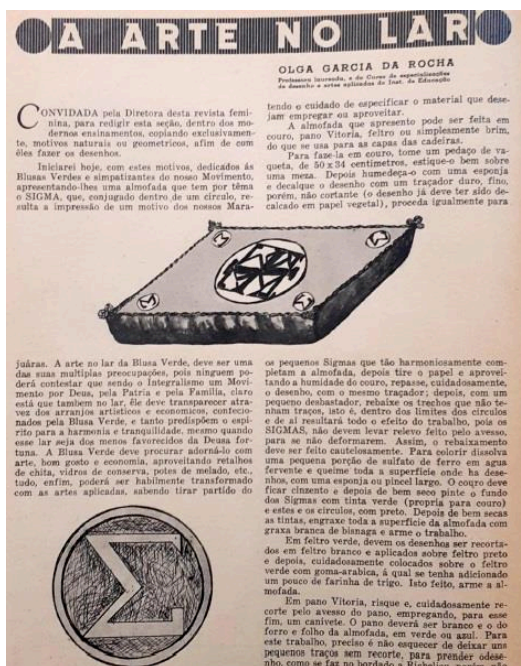 A ARTE NO LAR
OLGA GARCIA DA ROCHA
Professora laureada, e do Curso de especializações
de desenho e artes aplicadas do Inst. de Educação
CONVIDADA pela Diretora desta revista femi-
nina, para redigir esta seção, dentro dos mo-
dernos ensinamentos, copiando exclusivamen-
te, motivos naturais ou geometricos, afim de com
êles fazer os desenhos.
Iniciarei hoje, com estes motivos, dedicados ás
Blusas Verdes e simpatizantes do nosso Movimento,
apresentando-lhes uma almofada que tem por têma
o SIGMA, que, conjugado dentro de um circulo, re-
sulta a impressão de um motivo dos nossos Mara-
juáras. A arte no lar da Blusa Verde, deve ser uma
das suas multiplas preocupações, pois ninguem po-
derá contestar que sendo o Integralismo um Movi-
mento por Deus, pela Patria e pela Familia, claro
está que tambem no lar, êle deve transparecer atra-
vez dos arranjos artisticos e economicos, confecio-
nados pela Blusa Verde, e tanto predispõem o espi-
rito para a harmonia e tranquilidade, mesmo quando
esse lar seja dos menos favorecidos da Deusa for-
tuna. A Blusa Verde deve procurar adorná-lo com
arte, bom gosto e economia, aproveitando retalhos
de chita, vidros de conserva, potes de melado, etc.,
tudo, enfim, poderá ser habilmente transformado
com as artes aplicadas, sabendo tirar partido do
tendo o cuidado de especificar o material que dese-
jam empregar ou aproveitar.
A almofada que apresento pode ser feita em
couro, pano Vitoria, feltro ou simplesmente brim,
do que se usa para as capas das cadeiras.
Para faze-la em couro, tome um pedaço de va-
queta, de 50 x 34 centimetros, estique-o bem sobre
uma meza. Depois humedeça-o com uma esponja
e decalque o desenho com um traçador duro, fino,
porém, não cortante (o desenho já deve ter sido de-
calcado em papel vegetal), proceda igualmente para
os pequenos Sigmas que tão harmoniosamente com-
pletam a almofada, depois tire o papel e aprovei-
tando a humidade do couro, repasse, cuidadosamente,
o desenho, com o mesmo traçador; depois, com um
pequeno desbastador, rebaixe os trechos que não te-
nham traços, isto é, dentro dos limites dos circulos
e de al resultará todo o efeito do trabalho, pois os
SIGMAS, não devem levar relevo feito pelo avesso,
para se não deformarem. Assim, o rebaixamento
deve ser feito cautelosamente. Para colorir dissolva
uma pequena porção de sulfato de ferro em agua
fervente e queime toda a superficie onde ha dese-
nhos, com uma esponja ou pincel largo. O couro deve
ficar cinzento e depois de bem seco pinte o fundo
dos Sigmas com tinta verde (propria para couro)
e estes e os circulos, com preto. Depois de bem secas
as tintas, engraxe toda a superficie da almofada com
graxa branca de bisnaga e arme o trabalho.
Em feltro verde, devem os desenhos ser recorta-
dos em feltro branco e aplicados sobre feltro preto
e depois, cuidadosamente colocados sobre o feltro
verde com goma-arabica, á qual se tenha adicionado
um pouco de farinha de trigo. Isto feito, arme a al-
mofada.
Em pano Vitoria, risque e, cuidadosamente re-
corte pelo avesso do pano, empregando, para esse
fim, um canivete. O pano deverá ser branco e o do
forro e folho da almofada, em verde ou azul. Para
este trabalho, preciso é não esquecer de deixar uns
pequenos traços sem recorte, para prender o dese-
nho, como se faz no bordado a Richelieu,